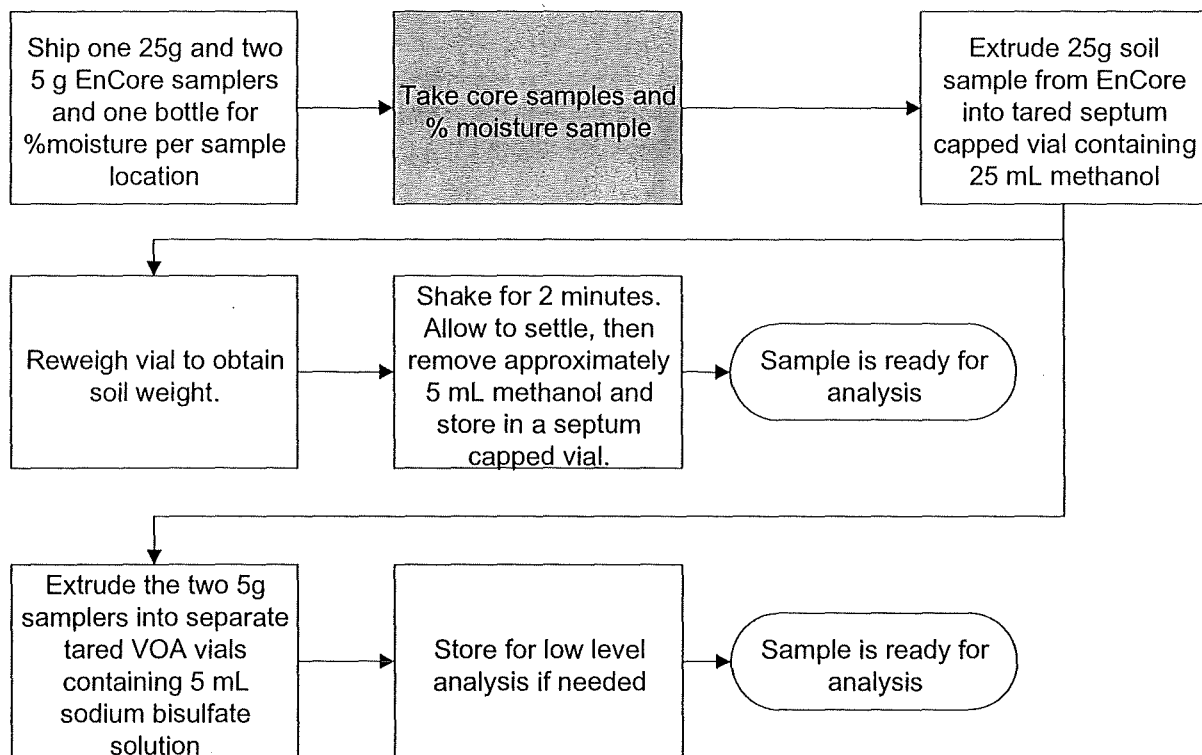 Ship one 25g and two
5 g EnCore samplers
and one bottle for
%moisture per sample
location
Take core samples and
% moisture sample
Extrude 25g soil
sample from EnCore
into tared septum
capped vial containing
25 mL methanol
Reweigh vial to obtain
soil weight.
Shake for 2 minutes.
Allow to settle, then
remove approximately
5 mL methanol and
store in a septum
capped vial.
Sample is ready for
analysis
Extrude the two 5g
samplers into separate
tared VOA vials
containing 5 mL
sodium bisulfate
solution
Store for low level
analysis if needed
Sample is ready for
analysis